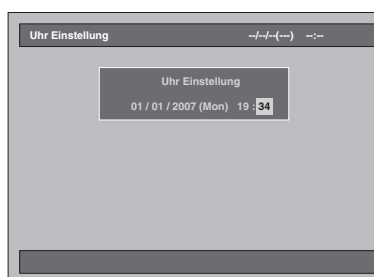 Uhr Einstellung --/--/--(---) --:--
Uhr Einstellung
01 / 01 / 2007 (Mon) 19 : 34